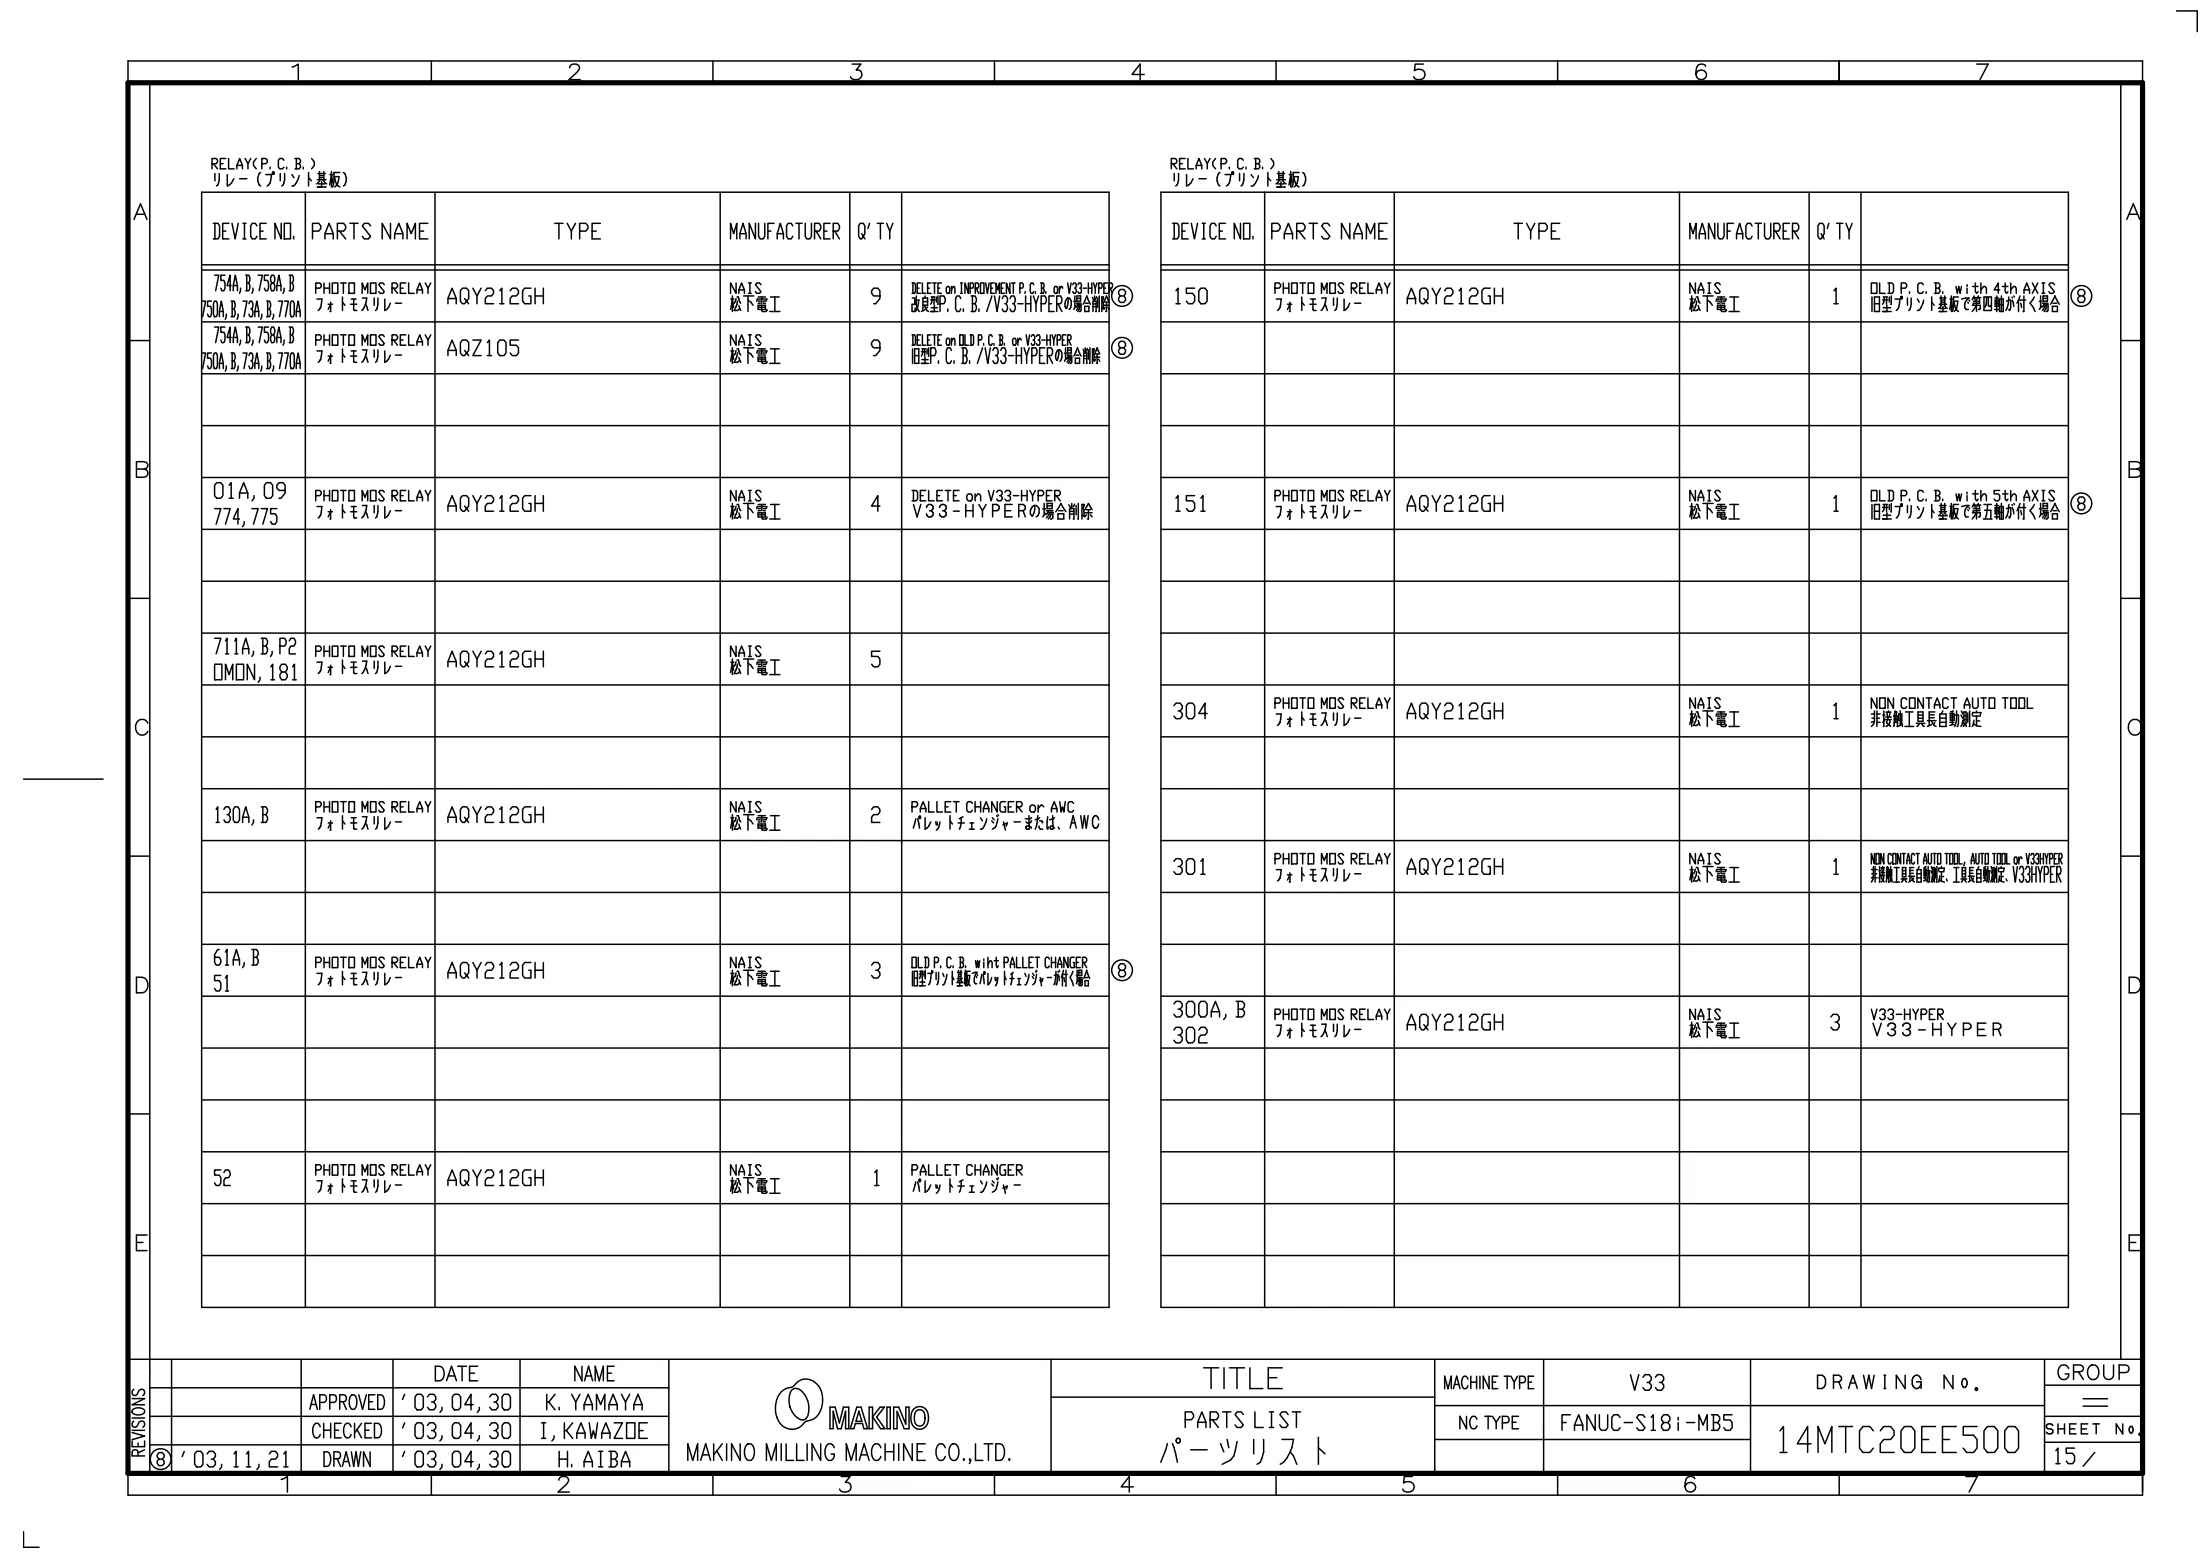 1 2 3 4 5 6 7
RELAY(P. C. B. )
リレー (プリント基板)
DEVICE NO. PARTS NAME TYPE MANUFACTURER Q' TY
754A, B, 758A, B
750A, B, 73A, B, 770A
PHOTO MOS RELAY
フォトモスリレー
AQY212GH
NAIS
松下電工
9
DELETE on INPROVEMENT P. C. B. or V33-HYPER
改良型P. C. B. /V33-HYPERの場合削除
⑧
754A, B, 758A, B
750A, B, 73A, B, 770A
PHOTO MOS RELAY
フォトモスリレー
AQZ105
NAIS
松下電工
9
DELETE on OLD P. C. B. or V33-HYPER
旧型P. C. B. /V33-HYPERの場合削除
⑧
01A, 09
774, 775
PHOTO MOS RELAY
フォトモスリレー
AQY212GH
NAIS
松下電工
4
DELETE on V33-HYPER
V33-HYPERの場合削除
711A, B, P2
OMON, 181
PHOTO MOS RELAY
フォトモスリレー
AQY212GH
NAIS
松下電工
5
130A, B
PHOTO MOS RELAY
フォトモスリレー
AQY212GH
NAIS
松下電工
2
PALLET CHANGER or AWC
パレットチェンジャーまたは、AWC
61A, B
51
PHOTO MOS RELAY
フォトモスリレー
AQY212GH
NAIS
松下電工
3
OLD P. C. B. wiht PALLET CHANGER
旧型プリント基板でパレットチェンジャーが付く場合
⑧
52
PHOTO MOS RELAY
フォトモスリレー
AQY212GH
NAIS
松下電工
1
PALLET CHANGER
パレットチェンジャー
RELAY(P. C. B. )
リレー (プリント基板)
DEVICE NO. PARTS NAME TYPE MANUFACTURER Q' TY
150
PHOTO MOS RELAY
フォトモスリレー
AQY212GH
NAIS
松下電工
1
OLD P. C. B. with 4th AXIS
旧型プリント基板で第四軸が付く場合
⑧
151
PHOTO MOS RELAY
フォトモスリレー
AQY212GH
NAIS
松下電工
1
OLD P. C. B. with 5th AXIS
旧型プリント基板で第五軸が付く場合
⑧
304
PHOTO MOS RELAY
フォトモスリレー
AQY212GH
NAIS
松下電工
1
NON CONTACT AUTO TOOL
非接触工具長自動測定
301
PHOTO MOS RELAY
フォトモスリレー
AQY212GH
NAIS
松下電工
1
NON CONTACT AUTO TOOL, AUTO TOOL or V33HYPER
非接触工具長自動測定、工具長自動測定、V33HYPER
300A, B
302
PHOTO MOS RELAY
フォトモスリレー
AQY212GH
NAIS
松下電工
3
V33-HYPER
V33-HYPER
A A
B B
C C
D D
E E
REVISIONS
⑧ '03, 11, 21
DATE NAME
APPROVED '03, 04, 30 K. YAMAYA
CHECKED '03, 04, 30 I, KAWAZOE
DRAWN '03, 04, 30 H. AIBA
MAKINO
MAKINO MILLING MACHINE CO.,LTD.
TITLE
PARTS LIST
パーツリスト
MACHINE TYPE V33
NC TYPE FANUC-S18i-MB5
DRAWING No.
14MTC20EE500
GROUP
=
SHEET No.
15/
1 2 3 4 5 6 7